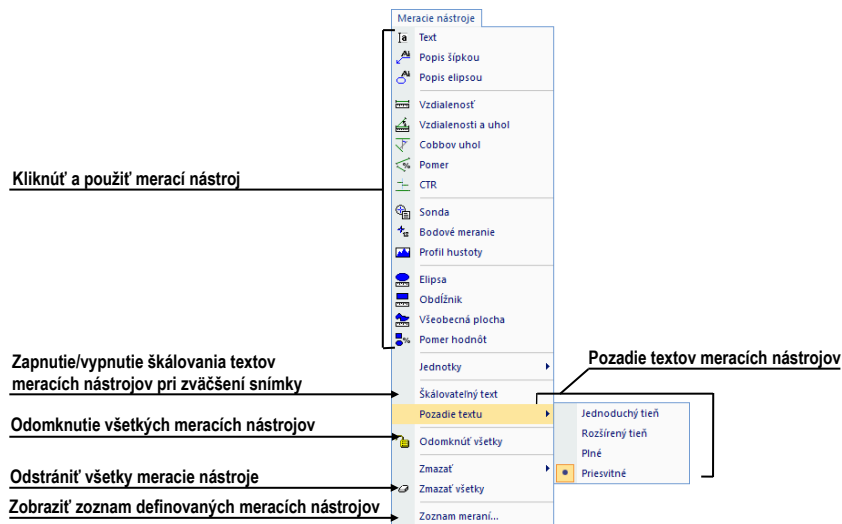 Meracie nástroje
Text
Popis šípkou
Popis elipsou
Vzdialenosť
Vzdialenosti a uhol
Cobbov uhol
Pomer
CTR
Kliknúť a použiť merací nástroj
Sonda
Bodové meranie
Profil hustoty
Elipsa
Obdĺžnik
Všeobecná plocha
Pomer hodnôt
Jednotky
Zapnutie/vypnutie škálovania textov
meracích nástrojov pri zväčšení snímky
Pozadie textov meracích nástrojov
Škálovateľný text
Pozadie textu
Jednoduchý tieň
Rozšírený tieň
Plné
Priesvitné
Odomknutie všetkých meracích nástrojov
Odomknúť všetky
Zmazať
Odstrániť všetky meracie nástroje
Zmazať všetky
Zobraziť zoznam definovaných meracích nástrojov
Zoznam meraní...